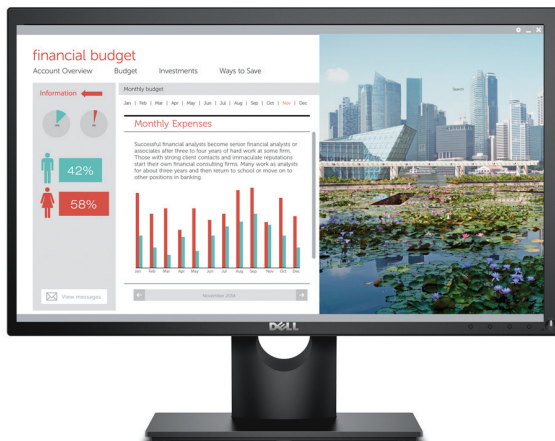 financial budget
Account Overview Budget Investments Ways to Save
Information
Monthly budget
Jan | Feb | Mar | Apr | May | Jun | Jul | Aug | Sep | Oct | Nov | Dec
Monthly Expenses
Successful financial analysts become senior financial analysts or
associates after three to four years of hard work at some firm.
Those with strong client contacts and immaculate reputations
start their own financial consulting firms. Many work as analysts
for about three years and then return to school or move on to
other positions in banking.
42%
58%
Jan Feb Mar Apr May Jun Jul Aug Sep Nov Oct Dec
View messages
Search
DELL